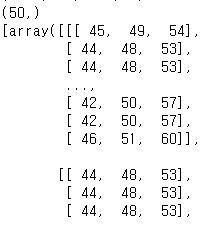 (50,)
[array([[[ 45,  49,  54],
[ 44,  48,  53],
[ 44,  48,  53],
...,
[ 42,  50,  57],
[ 42,  50,  57],
[ 46,  51,  60]],
[[ 44,  48,  53],
[ 44,  48,  53],
[ 44,  48,  53],